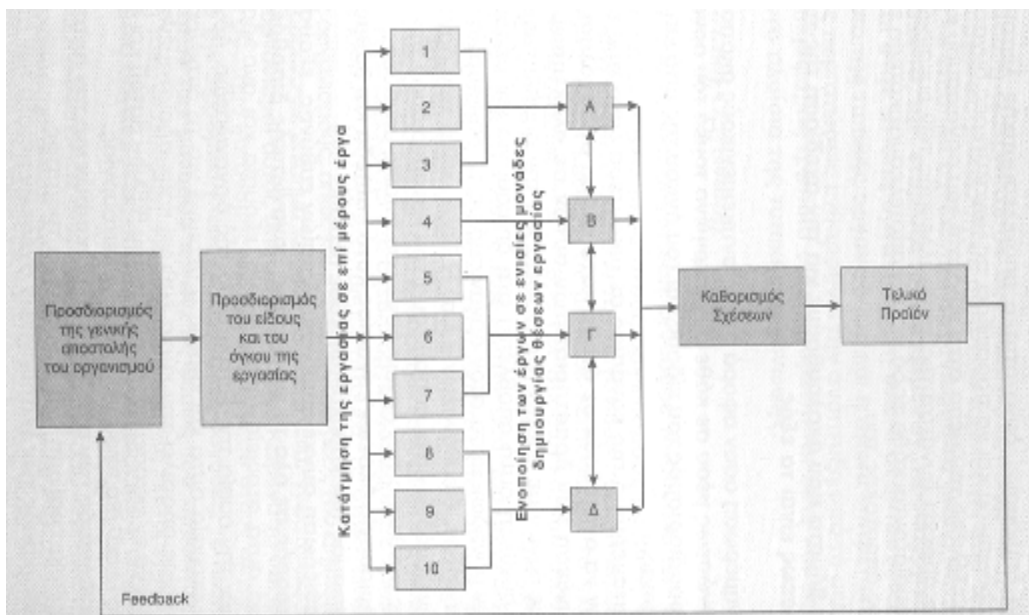 Προσδιορισμός
της γενικής
αποστολής
του οργανισμού
Προσδιορισμός
του είδους
και του
όγκου της
εργασίας
Κατάτμηση της εργασίας σε επί μέρους έργα
1
2
3
4
5
6
7
8
9
10
Ενοποίηση των έργων σε ενιαίες μονάδες
δημιουργίας θέσεων εργασίας
Α
Β
Γ
Δ
Καθορισμός
Σχέσεων
Τελικό
Προϊόν
Feedback